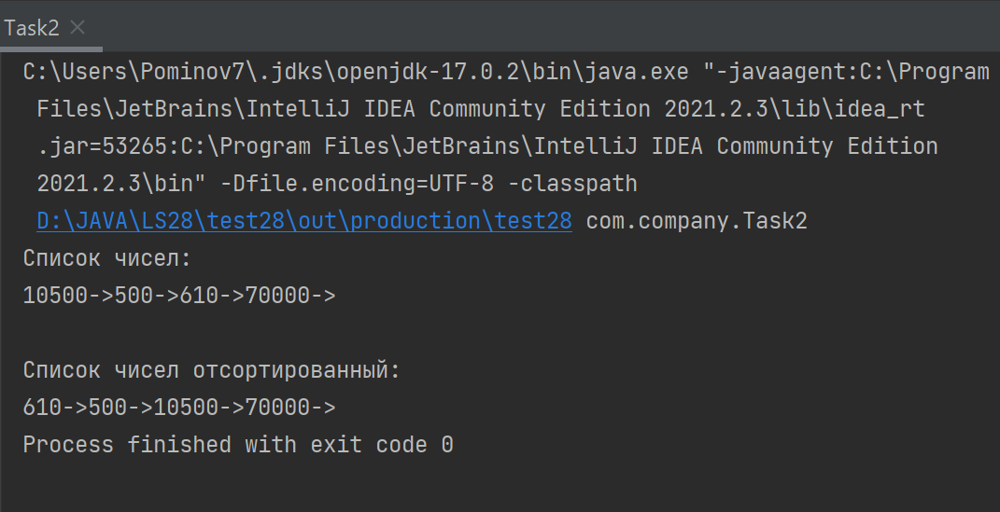 Task2
C:\Users\Pominov7\.jdks\openjdk-17.0.2\bin\java.exe "-javaagent:C:\Program
Files\JetBrains\IntelliJ IDEA Community Edition 2021.2.3\lib\idea_rt
.jar=53265:C:\Program Files\JetBrains\IntelliJ IDEA Community Edition
2021.2.3\bin" -Dfile.encoding=UTF-8 -classpath
D:\JAVA\LS28\test28\out\production\test28 com.company.Task2
Список чисел:
10500->500->610->70000->
Список чисел отсортированный:
610->500->10500->70000->
Process finished with exit code 0